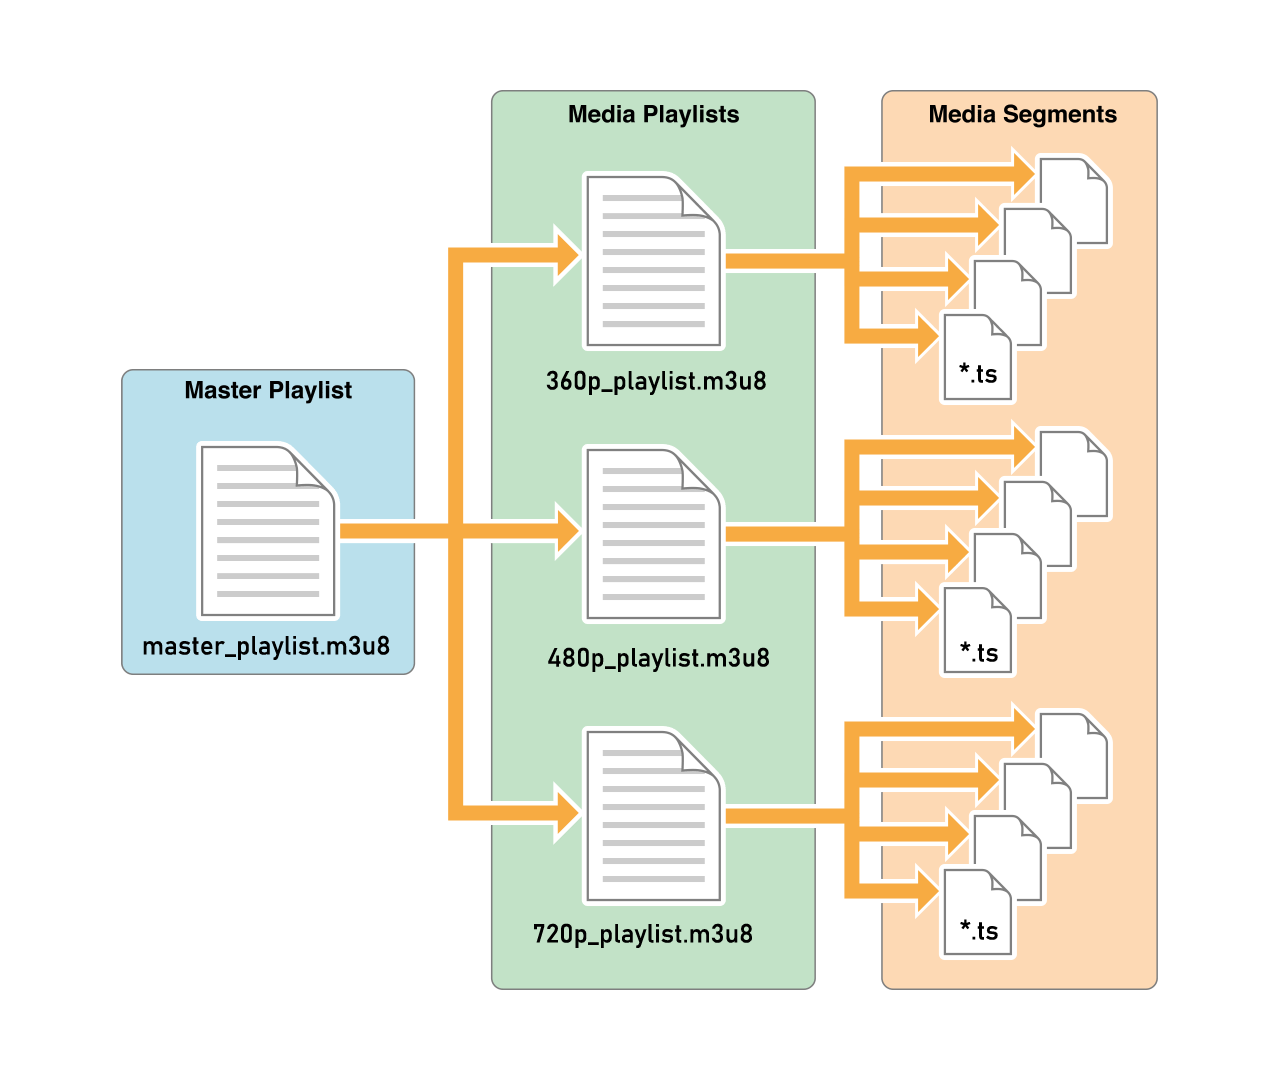 Master Playlist
master_playlist.m3u8
Media Playlists
360p_playlist.m3u8
480p_playlist.m3u8
720p_playlist.m3u8
Media Segments
*.ts
*.ts
*.ts